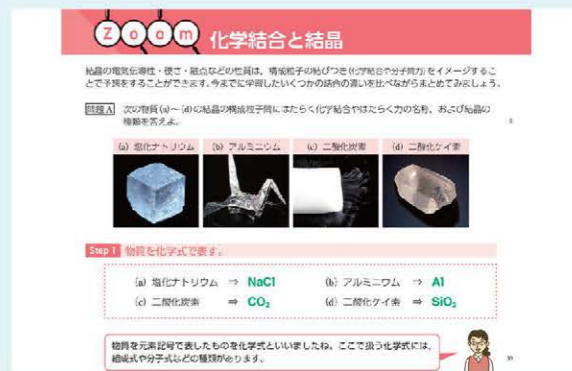 Zoom 化学結合と結晶
結晶の電気伝導性・硬さ・融点などの性質は，構成粒子の結びつき(化学結合や分子間力)をイメージするこ
とで予想をすることができます。今までに学習したいくつかの結合の違いを比べながらまとめてみましょう。
問題A 次の物質(a)～(d)の結晶の構成粒子間にはたらく化学結合やはたらく力の名称，および結晶の
種類を答えよ。
(a) 塩化ナトリウム (b) アルミニウム (c) 二酸化炭素 (d) 二酸化ケイ素
Step 1 物質を化学式で表す。
(a) 塩化ナトリウム ⇒ NaCl (b) アルミニウム ⇒ Al
(c) 二酸化炭素 ⇒ CO₂ (d) 二酸化ケイ素 ⇒ SiO₂
物質を元素記号で表したものを化学式といいましたね。ここで扱う化学式には，
組成式や分子式などの種類があります。